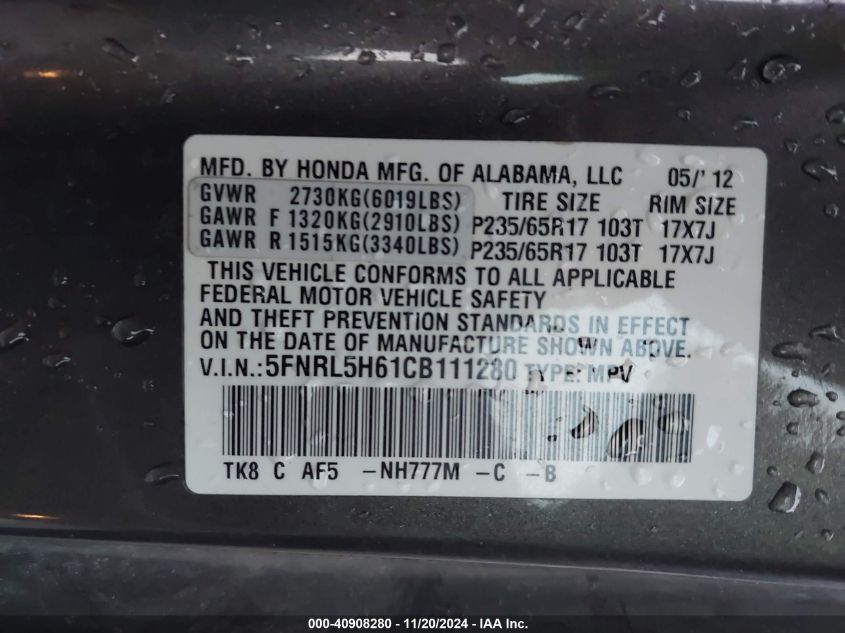 MFD. BY HONDA MFG. OF ALABAMA, LLC 05/' 12
GVWR 2730KG(6019LBS) TIRE SIZE RIM SIZE
GAWR F 1320KG(2910LBS) P235/65R17 103T 17X7J
GAWR R 1515KG(3340LBS) P235/65R17 103T 17X7J
THIS VEHICLE CONFORMS TO ALL APPLICABLE
FEDERAL MOTOR VEHICLE SAFETY
AND THEFT PREVENTION STANDARDS IN EFFECT
ON THE DATE OF MANUFACTURE SHOWN ABOVE.
V.I.N.:5FNRL5H61CB111280 TYPE: MPV
TK8 C AF5 -NH777M -C -B
000-40908280 - 11/20/2024 - IAA Inc.